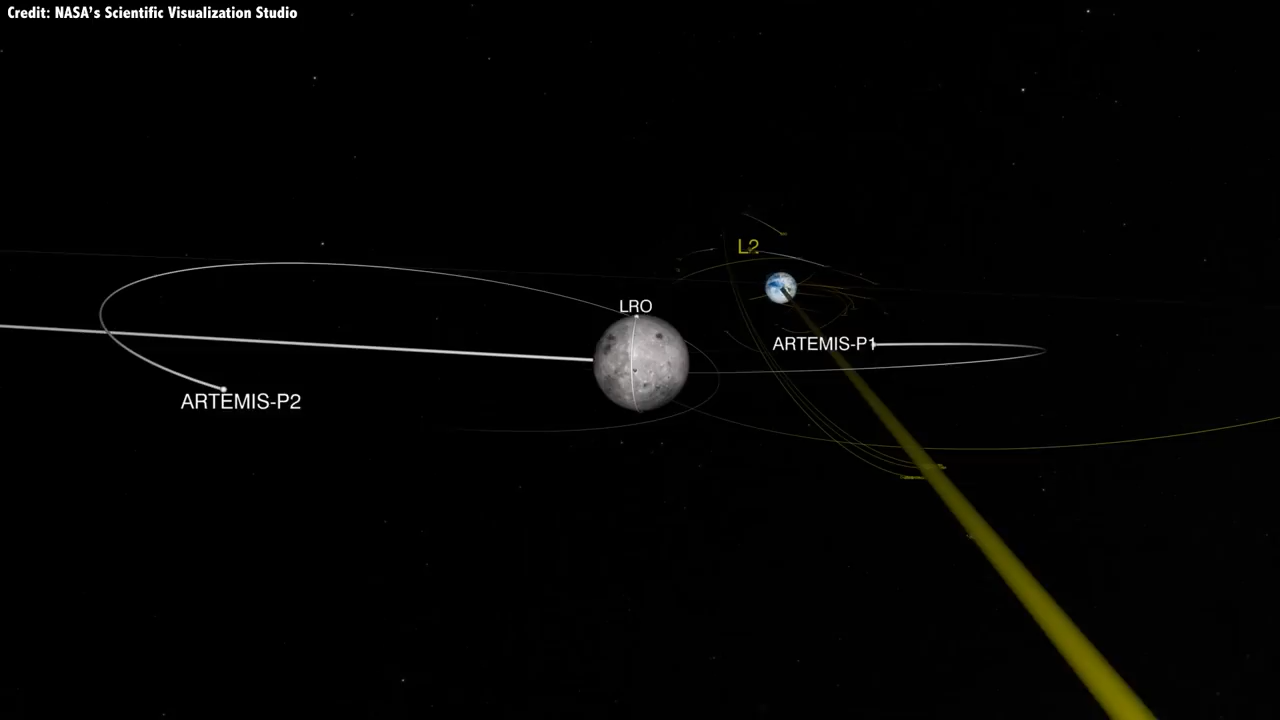 Credit: NASA's Scientific Visualization Studio
L2
LRO
ARTEMIS-P1
ARTEMIS-P2